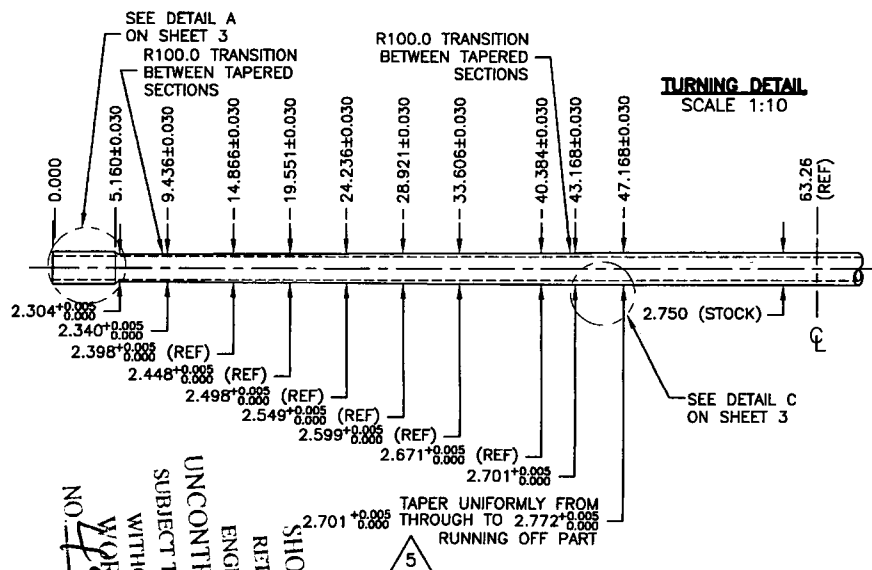 SEE DETAIL A
ON SHEET 3
R100.0 TRANSITION
BETWEEN TAPERED
SECTIONS
R100.0 TRANSITION
BETWEEN TAPERED
SECTIONS
TURNING DETAIL
SCALE 1:10
0.000
5.160±0.030
9.436±0.030
14.866±0.030
19.551±0.030
24.236±0.030
28.921±0.030
33.606±0.030
40.384±0.030
43.168±0.030
47.168±0.030
63.26
(REF)
2.304+0.005 0.000
2.340+0.005 0.000
2.398+0.005 0.000 (REF)
2.448+0.005 0.000 (REF)
2.498+0.005 0.000 (REF)
2.549+0.005 0.000 (REF)
2.599+0.005 0.000 (REF)
2.671+0.005 0.000 (REF)
2.701+0.005 0.000
2.750 (STOCK)
SEE DETAIL C
ON SHEET 3
TAPER UNIFORMLY FROM
2.701 +0.005 0.000 THROUGH TO 2.772+0.005 0.000
RUNNING OFF PART
5
SHO
RET
ENG
UNCONTR
SUBJECT T
WITHO
WOR
NO.